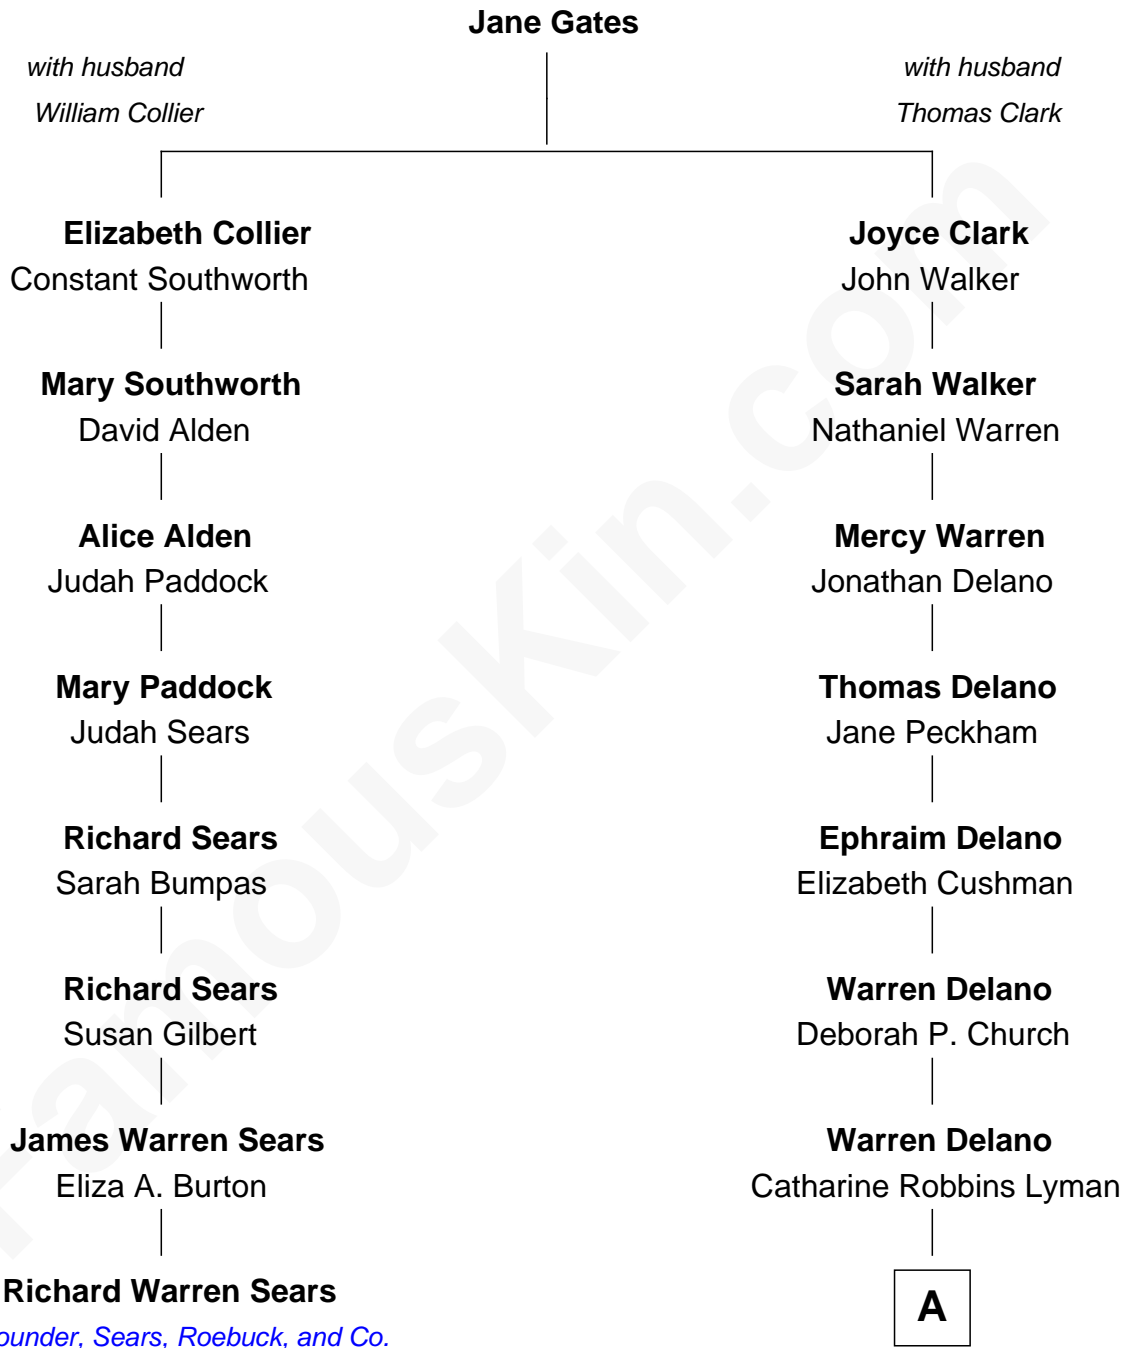 Jane Gates
with husband
William Collier
with husband
Thomas Clark
Elizabeth Collier
Constant Southworth
Joyce Clark
John Walker
Mary Southworth
David Alden
Sarah Walker
Nathaniel Warren
Alice Alden
Judah Paddock
Mercy Warren
Jonathan Delano
Mary Paddock
Judah Sears
Thomas Delano
Jane Peckham
Richard Sears
Sarah Bumpas
Ephraim Delano
Elizabeth Cushman
Richard Sears
Susan Gilbert
Warren Delano
Deborah P. Church
James Warren Sears
Eliza A. Burton
Warren Delano
Catharine Robbins Lyman
Richard Warren Sears
ounder, Sears, Roebuck, and Co.
A
FamousKin.com